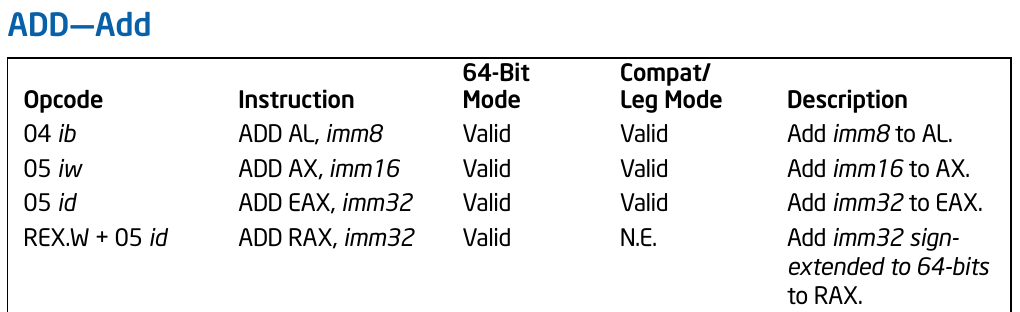 ADD—Add
64-Bit Compat/
Opcode Instruction Mode Leg Mode Description
04 ib ADD AL, imm8 Valid Valid Add imm8 to AL.
05 iw ADD AX, imm16 Valid Valid Add imm16 to AX.
05 id ADD EAX, imm32 Valid Valid Add imm32 to EAX.
REX.W + 05 id ADD RAX, imm32 Valid N.E. Add imm32 sign-
extended to 64-bits
to RAX.